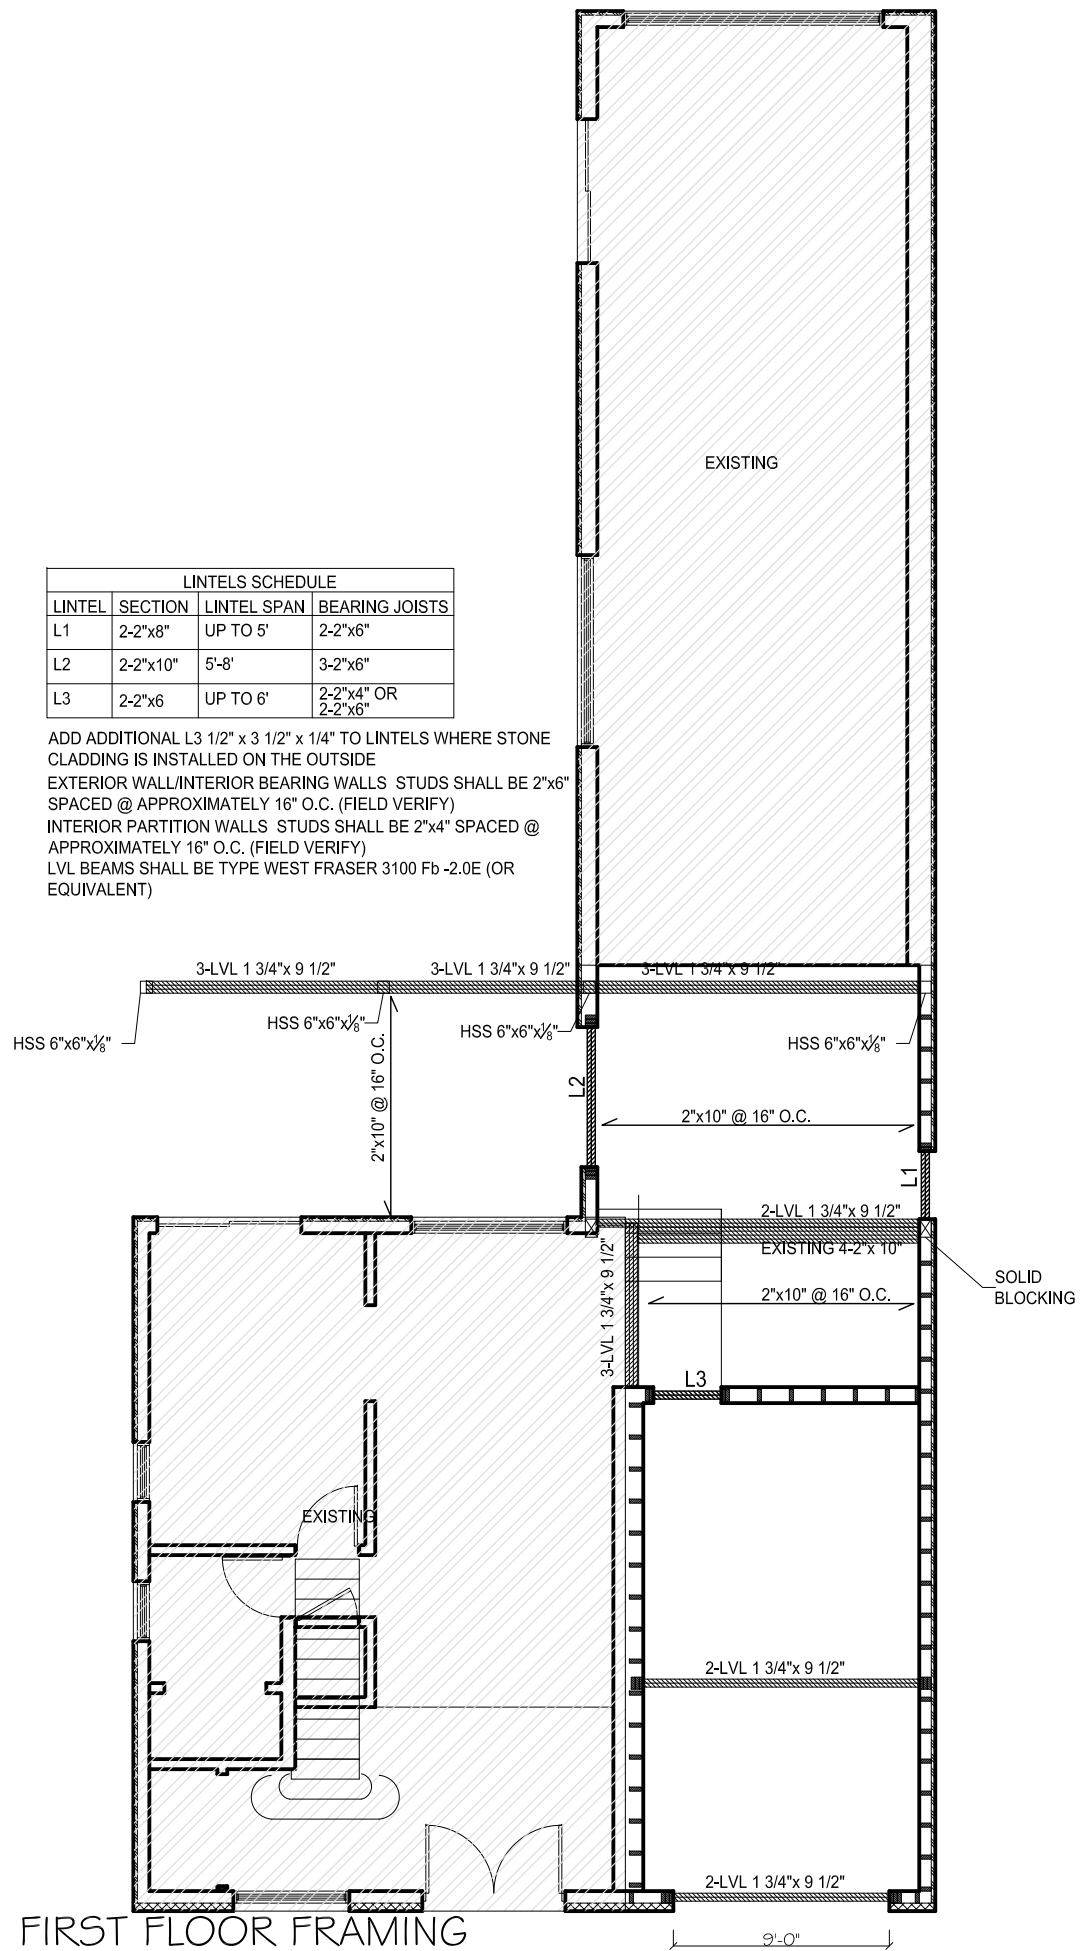 EXISTING
LINTELS SCHEDULE
LINTEL SECTION LINTEL SPAN BEARING JOISTS
L1 2-2"x8" UP TO 5' 2-2"x6"
L2 2-2"x10" 5'-8' 3-2"x6"
L3 2-2"x6 UP TO 6' 2-2"x4" OR
2-2"x6"
ADD ADDITIONAL L3 1/2" x 3 1/2" x 1/4" TO LINTELS WHERE STONE
CLADDING IS INSTALLED ON THE OUTSIDE
EXTERIOR WALL/INTERIOR BEARING WALLS STUDS SHALL BE 2"x6"
SPACED @ APPROXIMATELY 16" O.C. (FIELD VERIFY)
INTERIOR PARTITION WALLS STUDS SHALL BE 2"x4" SPACED @
APPROXIMATELY 16" O.C. (FIELD VERIFY)
LVL BEAMS SHALL BE TYPE WEST FRASER 3100 Fb -2.0E (OR
EQUIVALENT)
3-LVL 1 3/4"x 9 1/2"
3-LVL 1 3/4"x 9 1/2"
3-LVL 1 3/4"x 9 1/2"
HSS 6"x6"x⅛"
HSS 6"x6"x⅛"
HSS 6"x6"x⅛"
HSS 6"x6"x⅛"
2"x10" @ 16" O.C.
L2
2"x10" @ 16" O.C.
L1
2-LVL 1 3/4"x 9 1/2"
EXISTING 4-2"x 10"
3-LVL 1 3/4"x 9 1/2"
SOLID
BLOCKING
2"x10" @ 16" O.C.
L3
EXISTING
2-LVL 1 3/4"x 9 1/2"
2-LVL 1 3/4"x 9 1/2"
FIRST FLOOR FRAMING
9'-0"